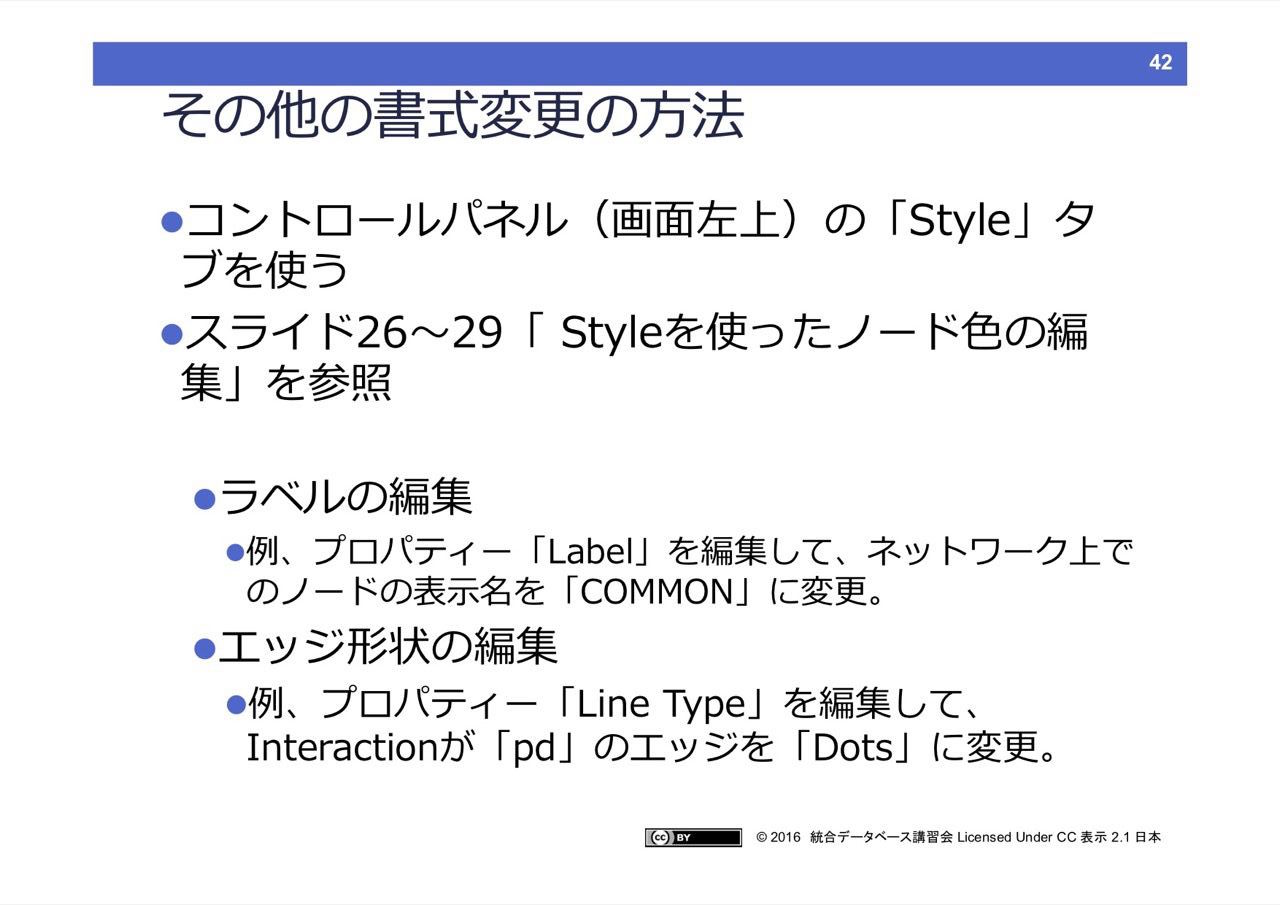 42
その他の書式変更の方法
●コントロールパネル（画面左上）の「Style」タ
ブを使う
●スライド26～29「 Styleを使ったノード色の編
集」を参照
●ラベルの編集
●例、プロパティー「Label」を編集して、ネットワーク上で
のノードの表示名を「COMMON」に変更。
●エッジ形状の編集
●例、プロパティー「Line Type」を編集して、
Interactionが「pd」のエッジを「Dots」に変更。
cc BY © 2016 統合データベース講習会 Licensed Under CC 表示 2.1 日本